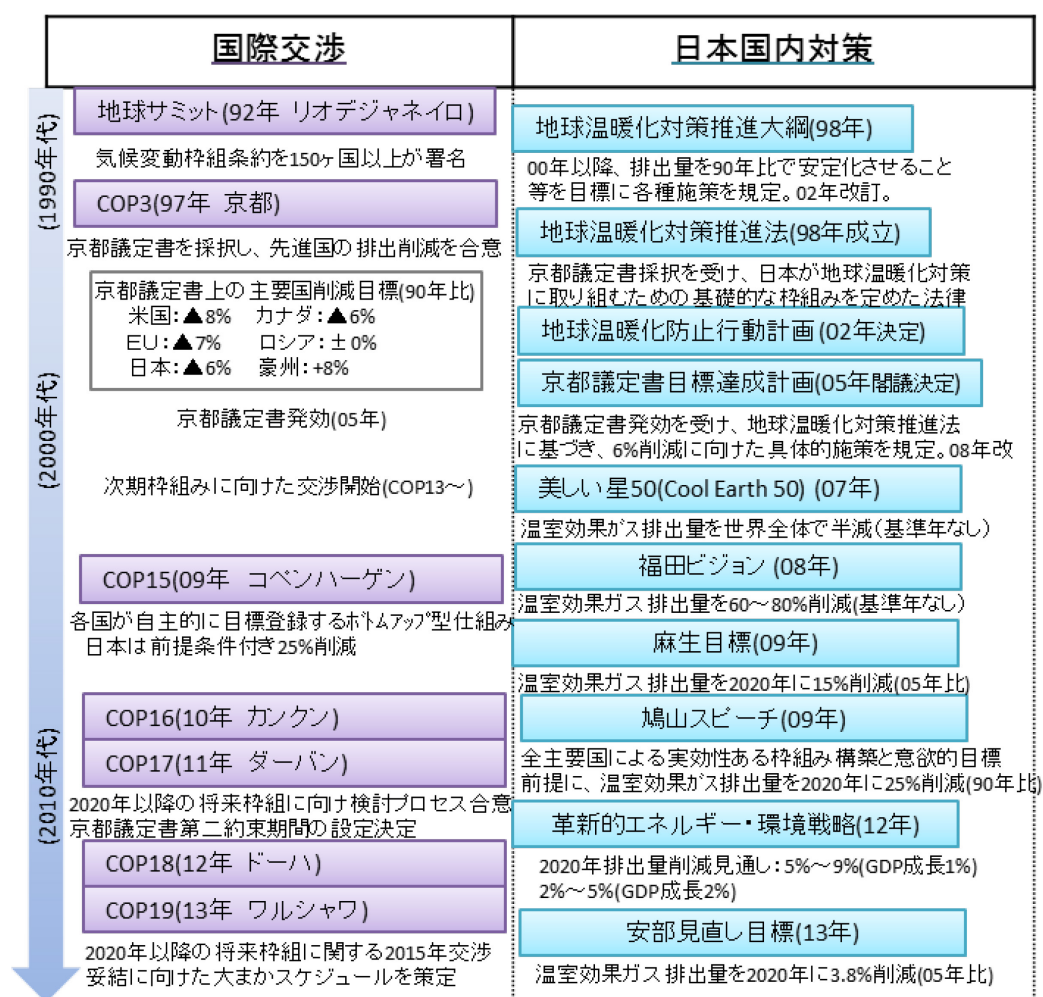 国際交渉
日本国内対策
(1990年代)
(2000年代)
(2010年代)
地球サミット(92年 リオデジャネイロ)
気候変動枠組条約を150ヶ国以上が署名
COP3(97年 京都)
京都議定書を採択し、先進国の排出削減を合意
京都議定書上の主要国削減目標(90年比)
米国:▲8% カナダ:▲6%
EU:▲7% ロシア:±0%
日本:▲6% 豪州:+8%
京都議定書発効(05年)
次期枠組みに向けた交渉開始(COP13～)
COP15(09年 コペンハーゲン)
各国が自主的に目標登録するボトムアップ型仕組み
日本は前提条件付き25%削減
COP16(10年 カンクン)
COP17(11年 ダーバン)
2020年以降の将来枠組に向け検討プロセス合意
京都議定書第二約束期間の設定決定
COP18(12年 ドーハ)
COP19(13年 ワルシャワ)
2020年以降の将来枠組に関する2015年交渉
妥結に向けた大まかスケジュールを策定
地球温暖化対策推進大綱(98年)
00年以降、排出量を90年比で安定化させること
等を目標に各種施策を規定。02年改訂。
地球温暖化対策推進法(98年成立)
京都議定書採択を受け、日本が地球温暖化対策
に取り組むための基礎的な枠組みを定めた法律
地球温暖化防止行動計画(02年決定)
京都議定書目標達成計画(05年閣議決定)
京都議定書発効を受け、地球温暖化対策推進法
に基づき、6%削減に向けた具体的施策を規定。08年改
美しい星50(Cool Earth 50) (07年)
温室効果ガス排出量を世界全体で半減(基準年なし)
福田ビジョン(08年)
温室効果ガス排出量を60～80%削減(基準年なし)
麻生目標(09年)
温室効果ガス排出量を2020年に15%削減(05年比)
鳩山スピーチ(09年)
全主要国による実効性ある枠組み構築と意欲的目標
前提に、温室効果ガス排出量を2020年に25%削減(90年比)
革新的エネルギー・環境戦略(12年)
2020年排出量削減見通し:5%～9%(GDP成長1%)
2%～5%(GDP成長2%)
安部見直し目標(13年)
温室効果ガス排出量を2020年に3.8%削減(05年比)